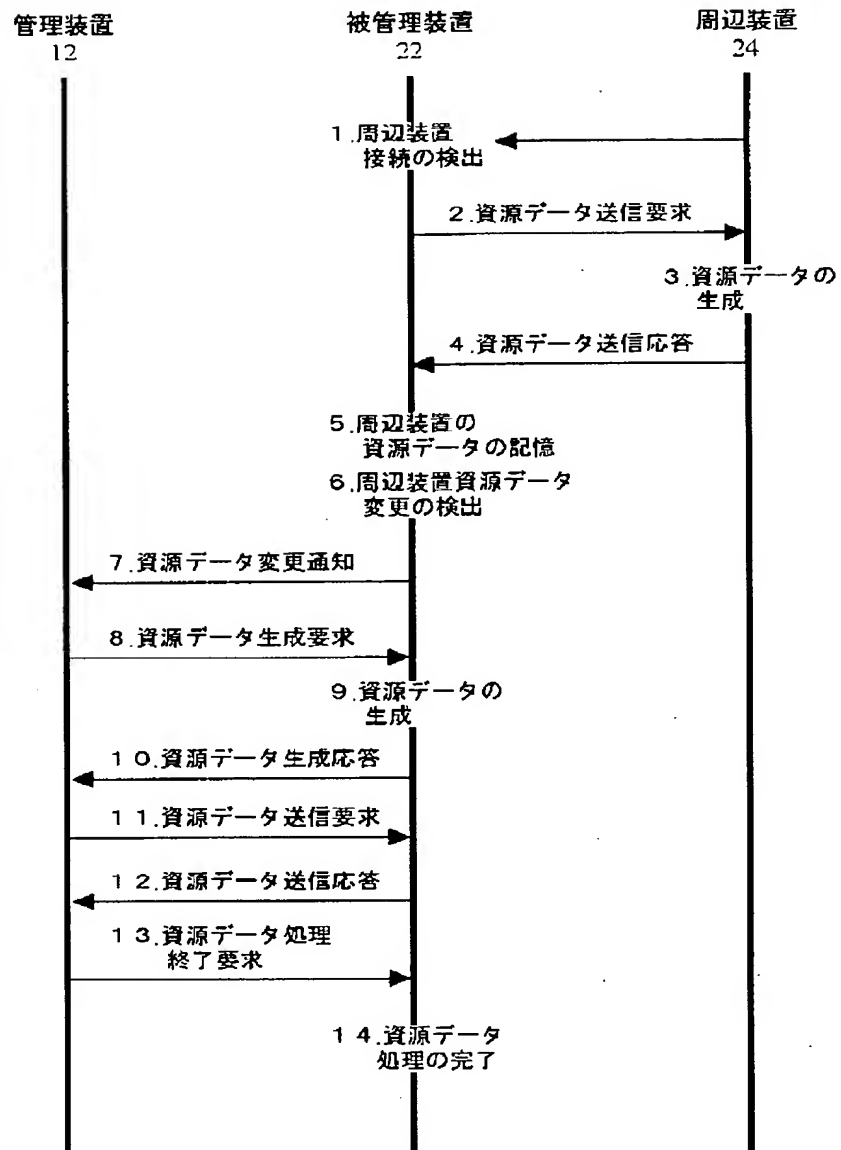 管理装置
12
被管理装置
22
周辺装置
24
1.周辺装置
接続の検出
2.資源データ送信要求
3.資源データの
生成
4.資源データ送信応答
5.周辺装置の
資源データの記憶
6.周辺装置資源データ
変更の検出
7.資源データ変更通知
8.資源データ生成要求
9.資源データの
生成
10.資源データ生成応答
11.資源データ送信要求
12.資源データ送信応答
13.資源データ処理
終了要求
14.資源データ
処理の完了